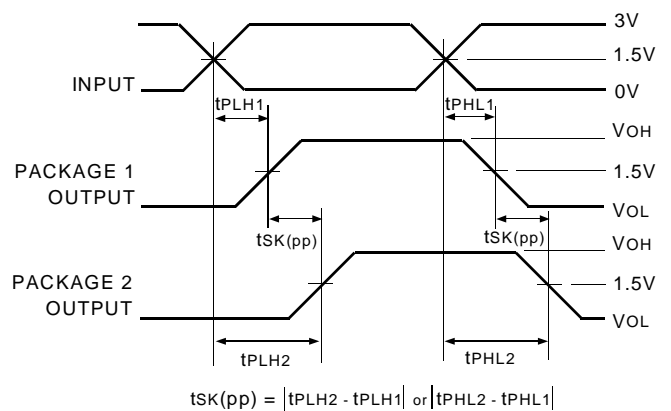 3V
1.5V
INPUT
0V
tPLH1
tPHL1
VOH
PACKAGE 1
OUTPUT
1.5V
VOL
tSK(pp)
tSK(pp)
VOH
PACKAGE 2
OUTPUT
1.5V
VOL
tPLH2
tPHL2
tSK(pp) = |tPLH2 - tPLH1| or |tPHL2 - tPHL1|